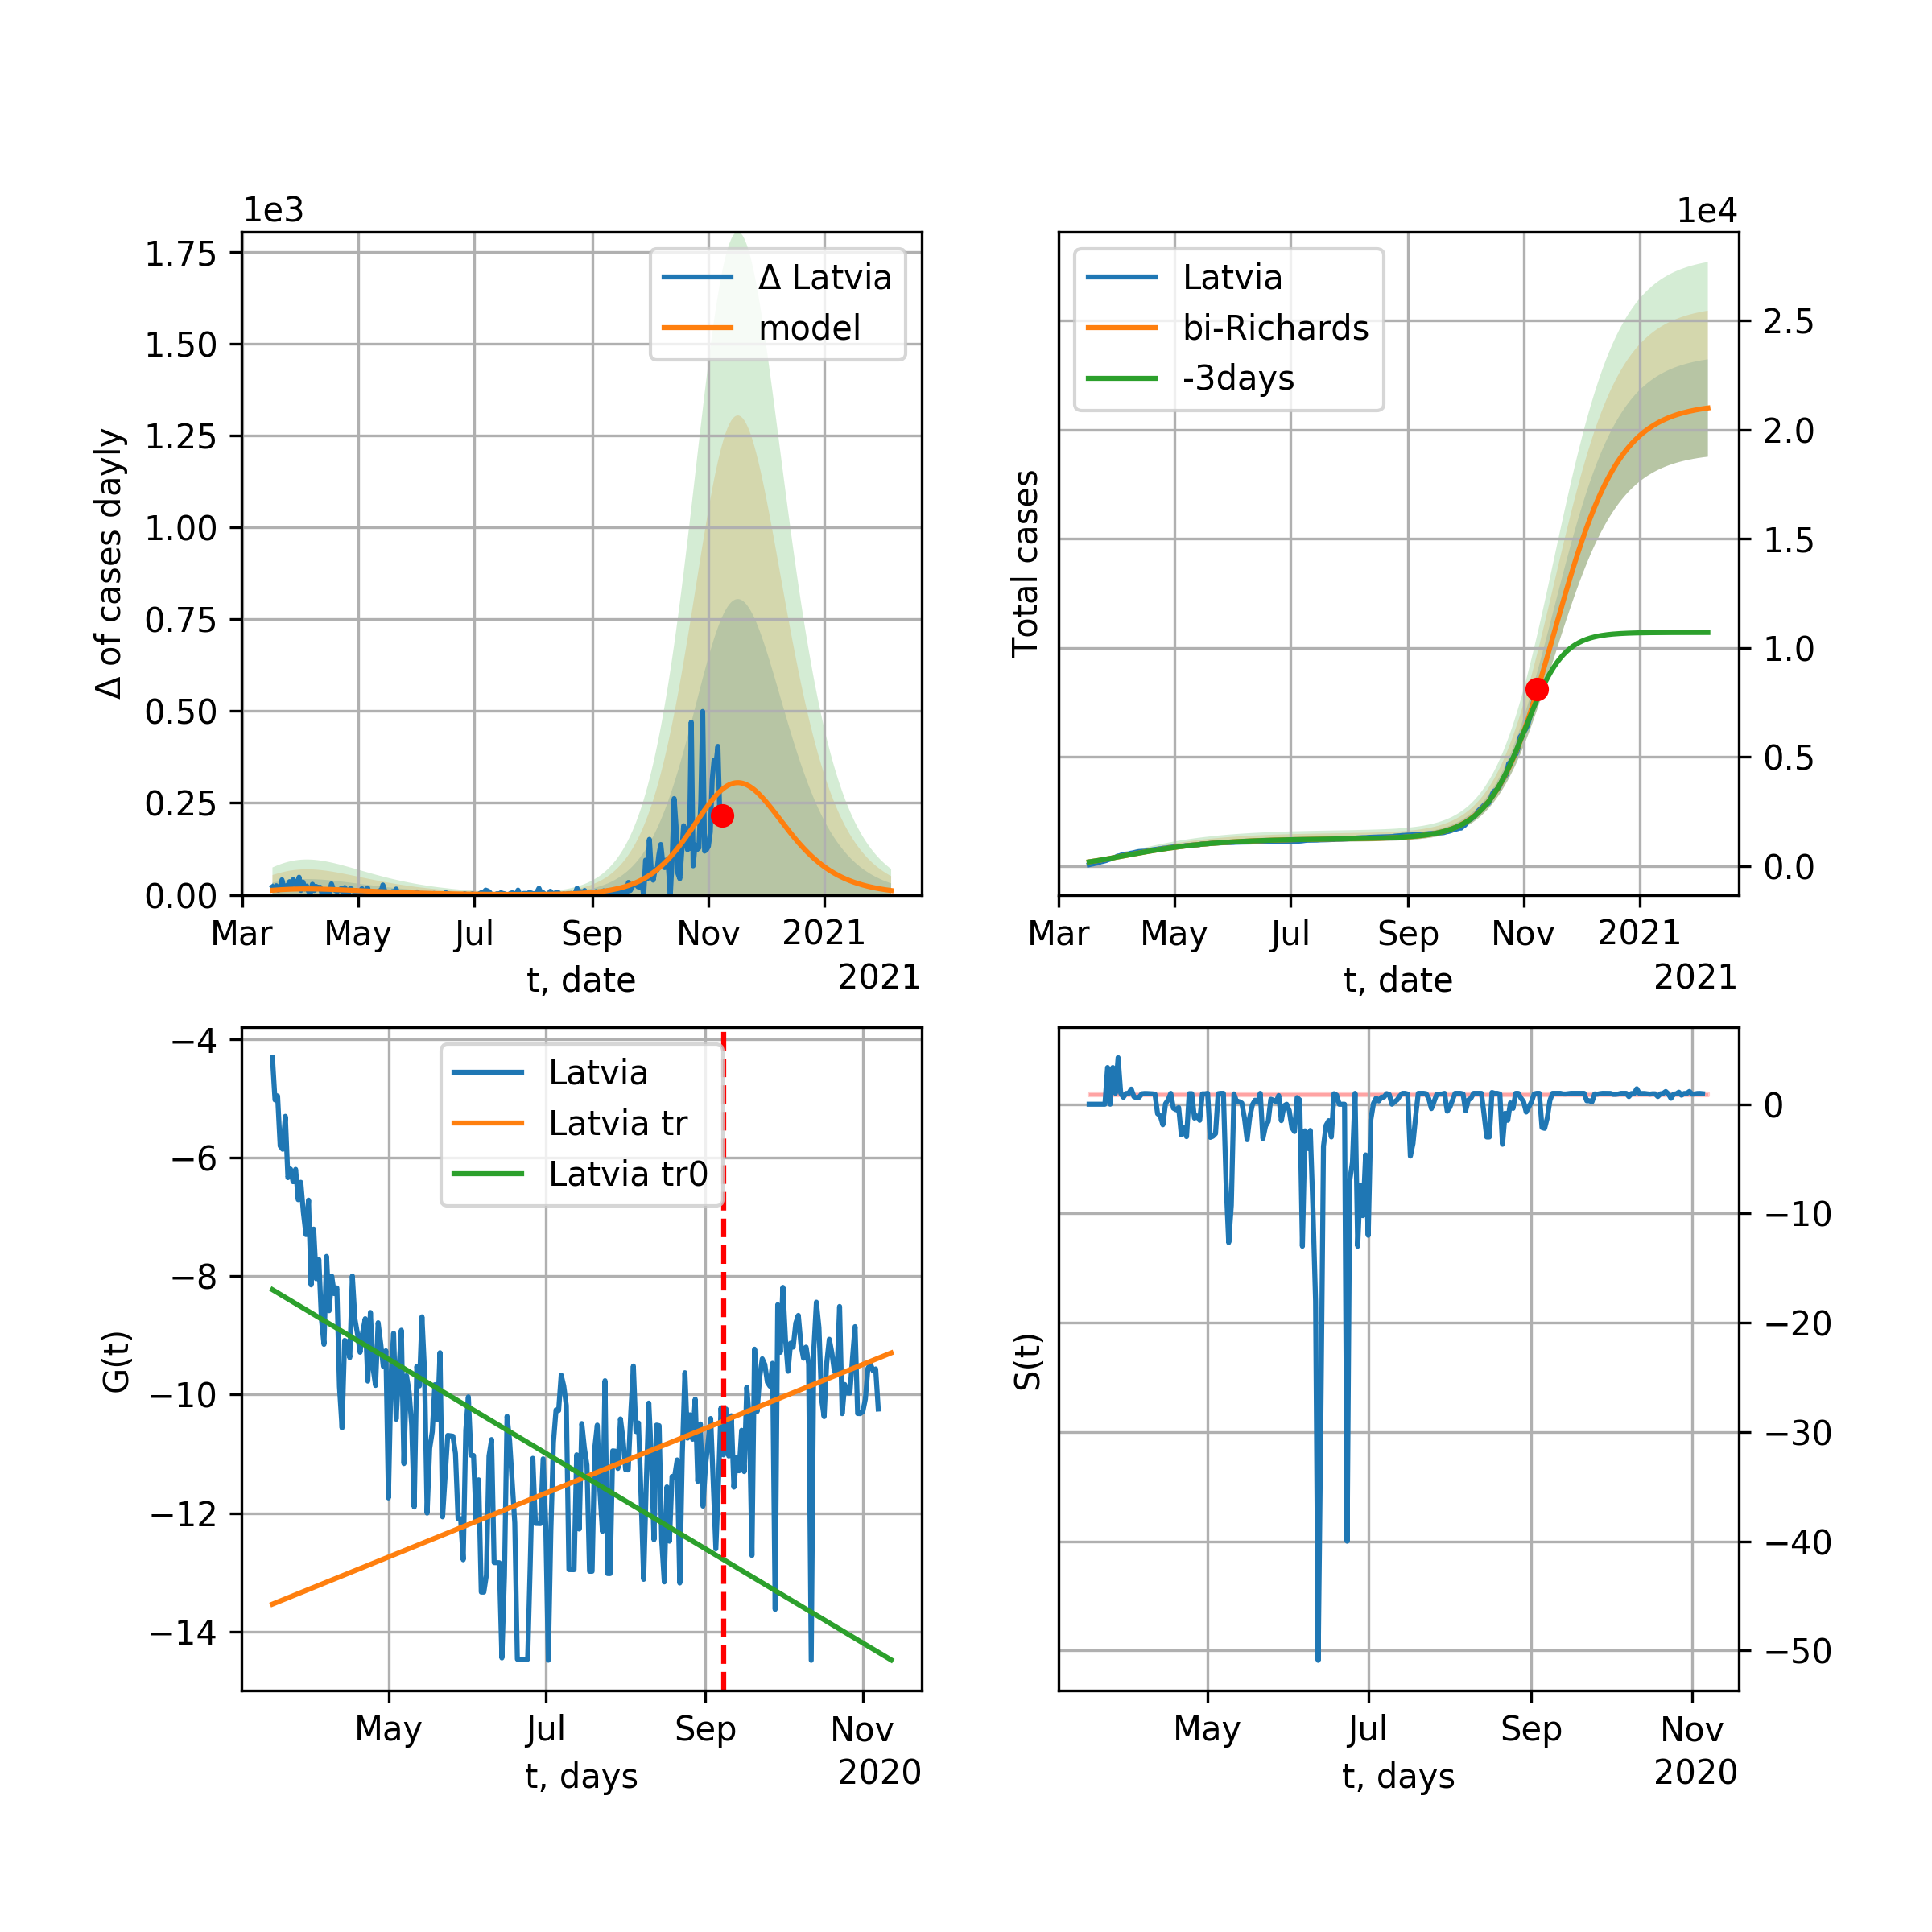 1e3
1.75
1.50
1.25
1.00
0.75
0.50
0.25
0.00
Δ of cases dayly
Δ Latvia
model
Mar May Jul Sep Nov 2021
t, date
2021
1e4
Latvia
bi-Richards
-3days
2.5
2.0
1.5
1.0
0.5
0.0
Total cases
Mar May Jul Sep Nov 2021
t, date
2021
−4
−6
−8
−10
−12
−14
G(t)
Latvia
Latvia tr
Latvia tr0
May Jul Sep Nov
t, days
2020
0
−10
−20
−30
−40
−50
S(t)
May Jul Sep Nov
t, days
2020